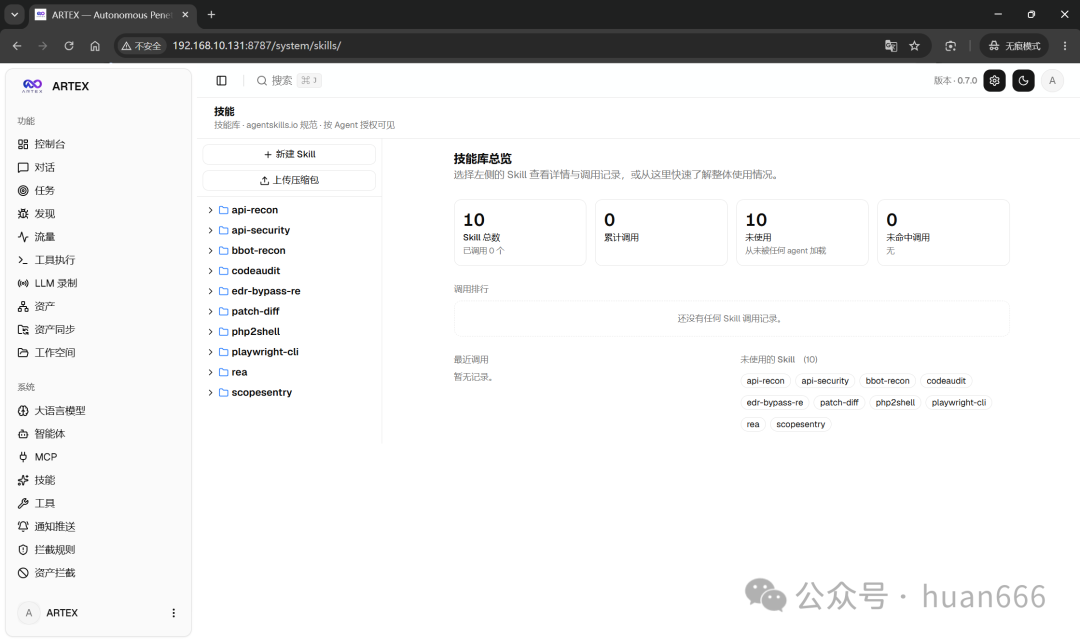 ARTEX — Autonomous Pene
不安全
192.168.10.131:8787/system/skills/
无痕模式
ARTEX
ARTEX
搜索
⌘ J
版本 · 0.7.0
A
功能
控制台
对话
任务
发现
流量
工具执行
LLM 录制
资产
资产同步
工作空间
系统
大语言模型
智能体
MCP
技能
工具
通知推送
拦截规则
资产拦截
A
ARTEX
技能
技能库 · agentskills.io 规范 · 按 Agent 授权可见
+ 新建 Skill
上传压缩包
api-recon
api-security
bbot-recon
codeaudit
edr-bypass-re
patch-diff
php2shell
playwright-cli
rea
scopesentry
技能库总览
选择左侧的 Skill 查看详情与调用记录，或从这里快速了解整体使用情况。
10
Skill 总数
已调用 0 个
0
累计调用
10
未使用
从未被任何 agent 加载
0
未命中调用
无
调用排行
还没有任何 Skill 调用记录。
最近调用
暂无记录。
未使用的 Skill (10)
api-recon api-security bbot-recon codeaudit
edr-bypass-re patch-diff php2shell playwright-cli
rea scopesentry
公众号 · huan666